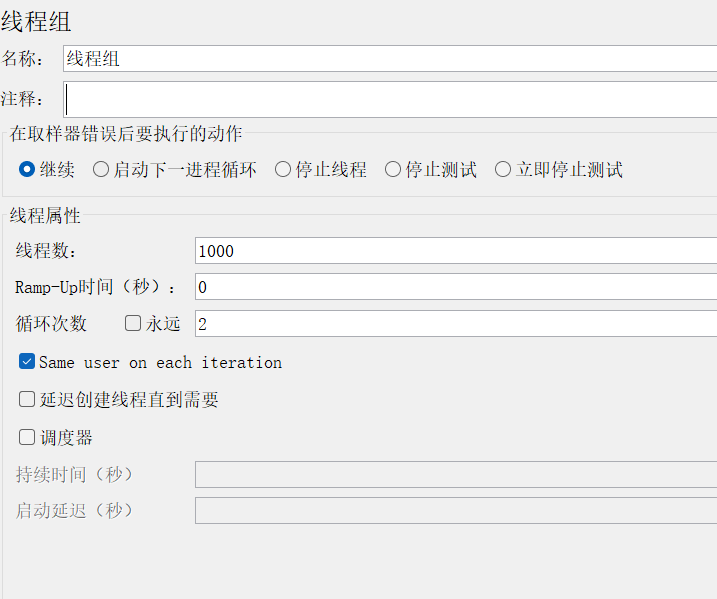 线程组
名称： 线程组
注释：
在取样器错误后要执行的动作
继续 启动下一进程循环 停止线程 停止测试 立即停止测试
线程属性
线程数： 1000
Ramp-Up时间（秒）： 0
循环次数 永远 2
Same user on each iteration
延迟创建线程直到需要
调度器
持续时间（秒）
启动延迟（秒）